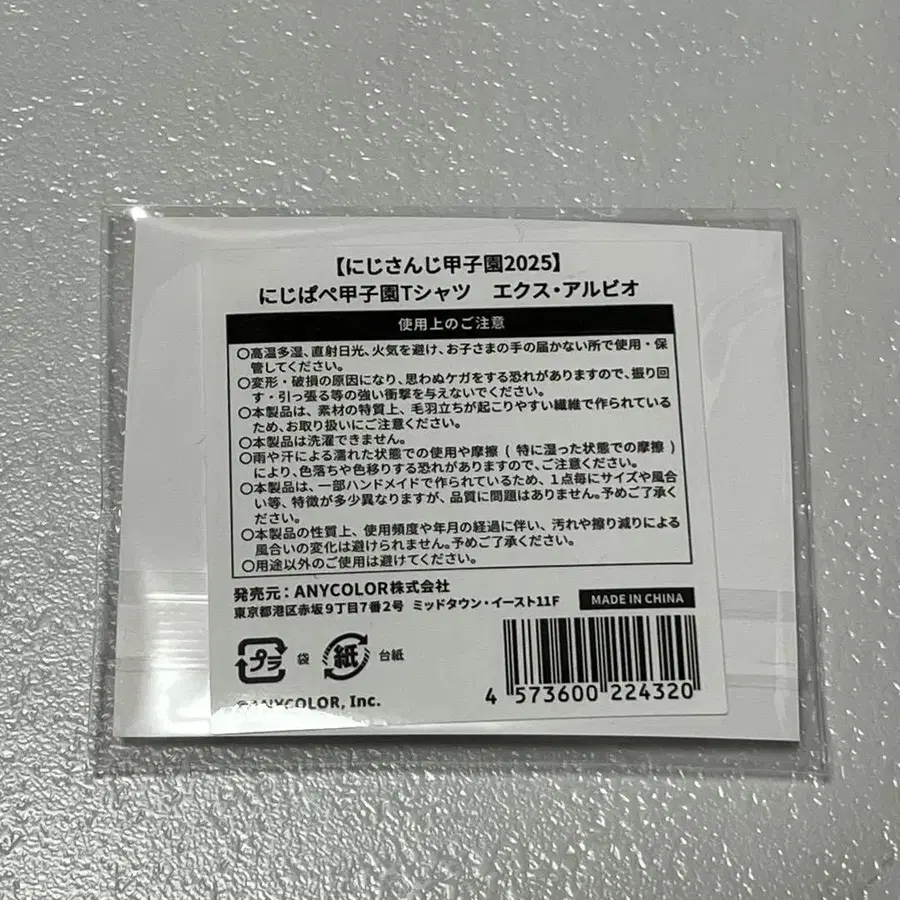 【にじさんじ甲子園2025】
にじぱぺ甲子園Tシャツ　エクス・アルビオ
使用上のご注意
○高温多湿、直射日光、火気を避け、お子さまの手の届かない所で使用・保
管してください。
○変形・破損の原因になり、思わぬケガをする恐れがありますので、振り回
す・引っ張る等の強い衝撃を与えないでください。
○本製品は、素材の特質上、毛羽立ちが起こりやすい繊維で作られている
ため、お取り扱いにご注意ください。
○本製品は洗濯できません。
○雨や汗による濡れた状態での使用や摩擦（特に湿った状態での摩擦）
により、色落ちや色移りする恐れがありますので、ご注意ください。
○本製品は、一部ハンドメイドで作られているため、１点毎にサイズや風合
い等、特徴が多少異なりますが、品質に問題はありません。予めご了承く
ださい。
○本製品の性質上、使用頻度や年月の経過に伴い、汚れや擦り減りによる
風合いの変化は避けられません。予めご了承ください。
○用途以外のご使用は避けてください。
発売元：ANYCOLOR株式会社
東京都港区赤坂９丁目７番２号 ミッドタウン・イースト11F
MADE IN CHINA
プラ 袋 紙 台紙
©ANYCOLOR, Inc.
4 573600 224320